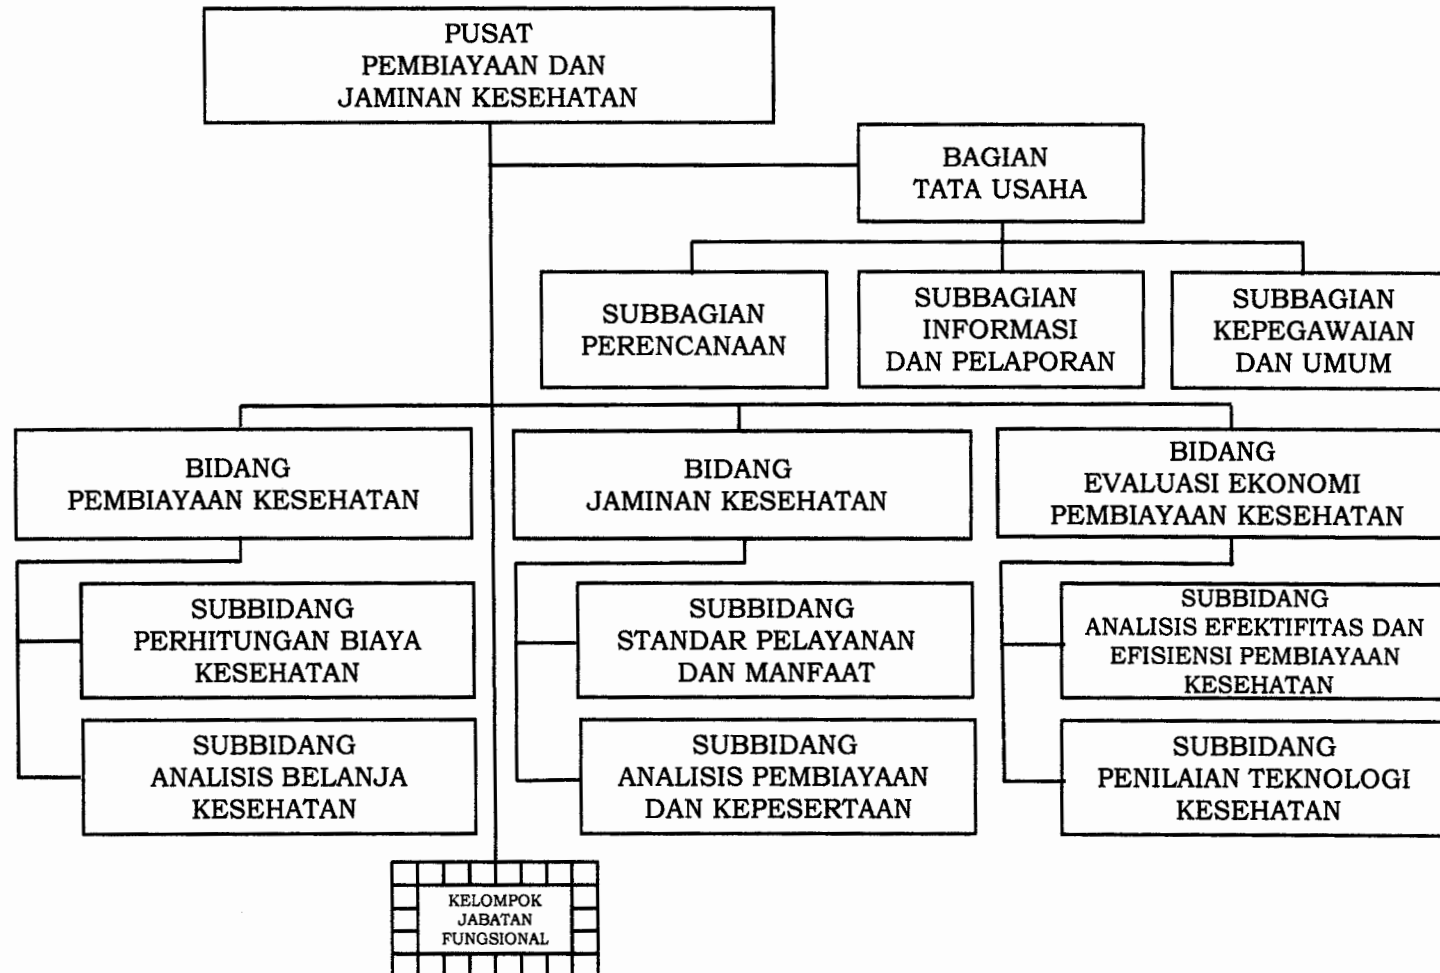 PUSAT
PEMBIAYAAN DAN
JAMINAN KESEHATAN
BAGIAN
TATA USAHA
SUBBAGIAN
PERENCANAAN
SUBBAGIAN
INFORMASI
DAN PELAPORAN
SUBBAGIAN
KEPEGAWAIAN
DAN UMUM
BIDANG
PEMBIAYAAN KESEHATAN
BIDANG
JAMINAN KESEHATAN
BIDANG
EVALUASI EKONOMI
PEMBIAYAAN KESEHATAN
SUBBIDANG
PERHITUNGAN BIAYA
KESEHATAN
SUBBIDANG
STANDAR PELAYANAN
DAN MANFAAT
SUBBIDANG
ANALISIS EFEKTIFITAS DAN
EFISIENSI PEMBIAYAAN
KESEHATAN
SUBBIDANG
ANALISIS BELANJA
KESEHATAN
SUBBIDANG
ANALISIS PEMBIAYAAN
DAN KEPESERTAAN
SUBBIDANG
PENILAIAN TEKNOLOGI
KESEHATAN
KELOMPOK
JABATAN
FUNGSIONAL